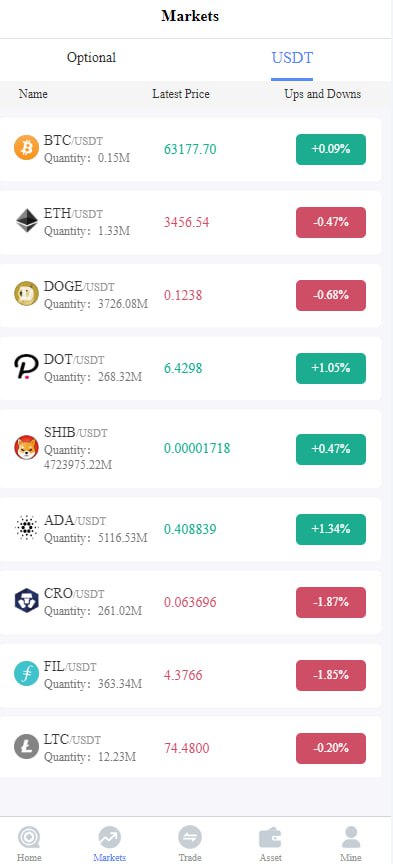 Markets
Optional USDT
Name Latest Price Ups and Downs
BTC/USDT
Quantity: 0.15M
63177.70
+0.09%
ETH/USDT
Quantity: 1.33M
3456.54
-0.47%
DOGE/USDT
Quantity: 3726.08M
0.1238
-0.68%
DOT/USDT
Quantity: 268.32M
6.4298
+1.05%
SHIB/USDT
Quantity:
4723975.22M
0.00001718
+0.47%
ADA/USDT
Quantity: 5116.53M
0.408839
+1.34%
CRO/USDT
Quantity: 261.02M
0.063696
-1.87%
FIL/USDT
Quantity: 363.34M
4.3766
-1.85%
LTC/USDT
Quantity: 12.23M
74.4800
-0.20%
Home Markets Trade Asset Mine